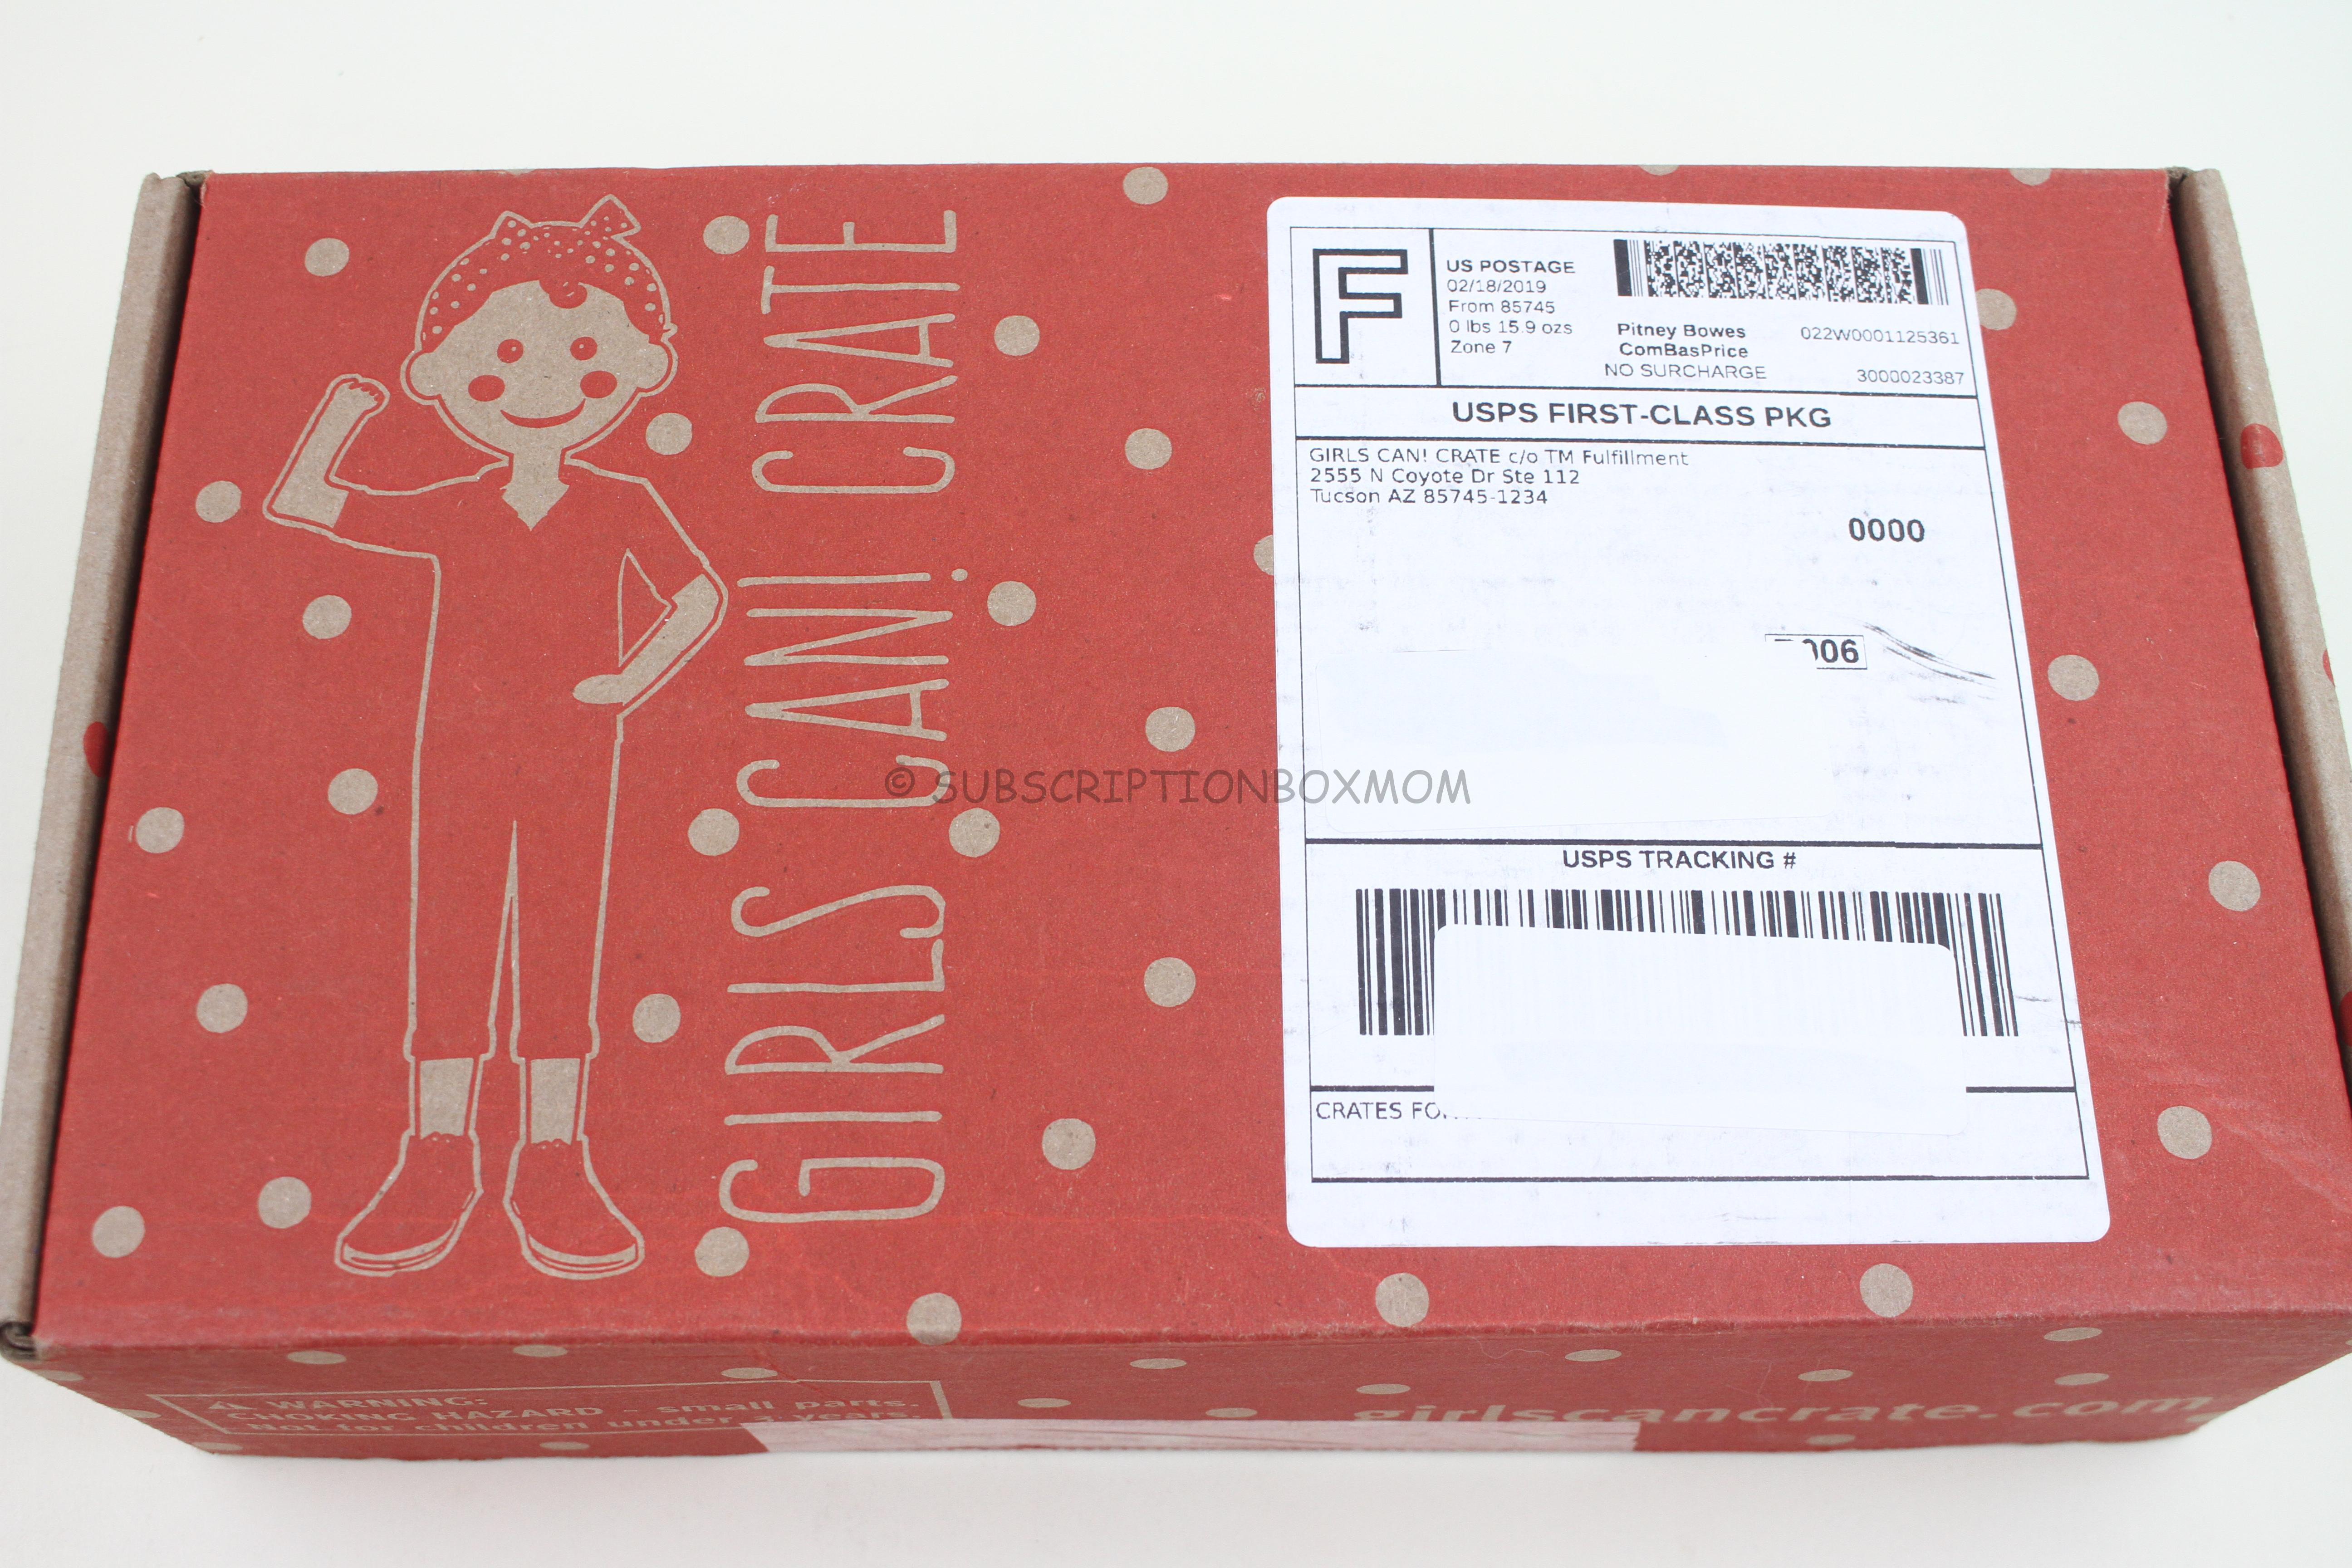 GIRLS CAN! CRATE
F
US POSTAGE
02/18/2019
From 85745
0 lbs 15.9 ozs
Zone 7
Pitney Bowes
ComBasPrice
NO SURCHARGE
022W0001125361
3000023387
USPS FIRST-CLASS PKG
GIRLS CAN! CRATE c/o TM Fulfillment
2555 N Coyote Dr Ste 112
Tucson AZ 85745-1234
0000
006
© SUBSCRIPTIONBOXMOM
USPS TRACKING #
CRATES
WARNING:
CHOKING HAZARD - small parts.
Not for children under 3 years.
girlscancrate.com